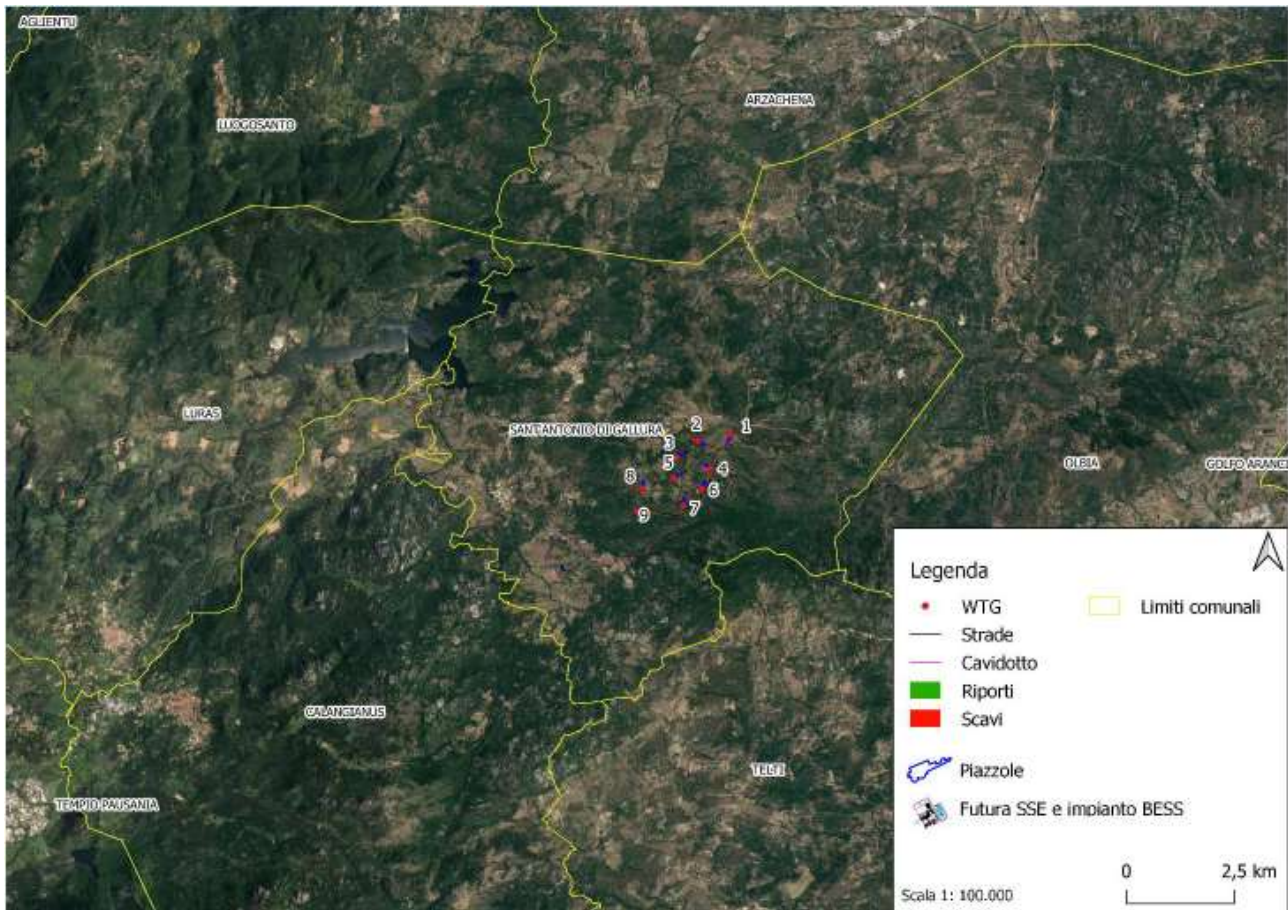 AGLIENTU
ARZACHENA
LUOGOSANTO
LURAS
SANT'ANTONIO DI GALLURA
2
1
3
5
4
8
6
7
9
OLBIA
GOLFO ARANCI
CALANGIANUS
TELTI
TEMPIO PAUSANIA
Legenda
WTG
Limiti comunali
Strade
Cavidotto
Riporti
Scavi
Piazzole
Futura SSE e impianto BESS
0 2,5 km
Scala 1: 100.000